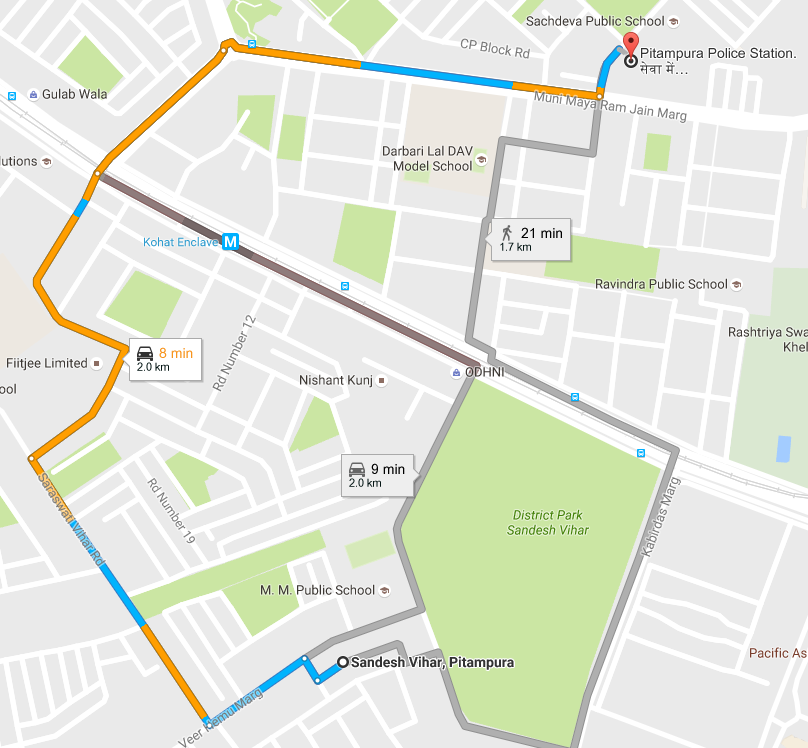 Sachdeva Public School
CP Block Rd
Pitampura Police Station.
सेवा में...
Gulab Wala
Muni Maya Ram Jain Marg
Darbari Lal DAV
Model School
lutions
21 min
1.7 km
Kohat Enclave
M
Ravindra Public School
Rd Number 12
Rashtriya Swa
Khel
8 min
2.0 km
Fiitjee Limited
ool
ODHNI
Nishant Kunj
9 min
2.0 km
Saraswati Vihar Rd
Rd Number 19
District Park
Sandesh Vihar
Kabirdas Marg
M. M. Public School
Sandesh Vihar, Pitampura
Pacific As
Veer Kemu Marg